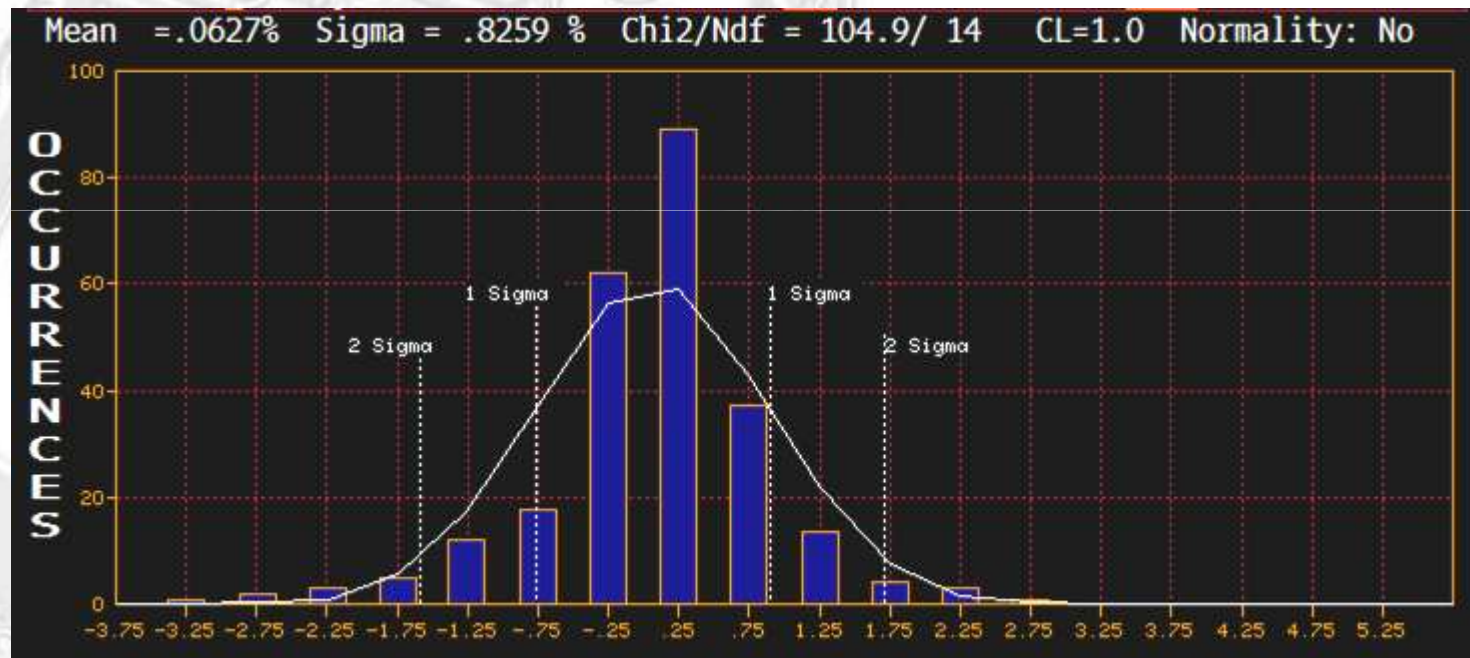 Mean =.0627% Sigma = .8259 % Chi2/Ndf = 104.9/ 14 CL=1.0 Normality: No
OCCURRENCES
100
80
60
40
20
0
1 Sigma 1 Sigma
2 Sigma 2 Sigma
-3.75 -3.25 -2.75 -2.25 -1.75 -1.25 -.75 -.25 .25 .75 1.25 1.75 2.25 2.75 3.25 3.75 4.25 4.75 5.25